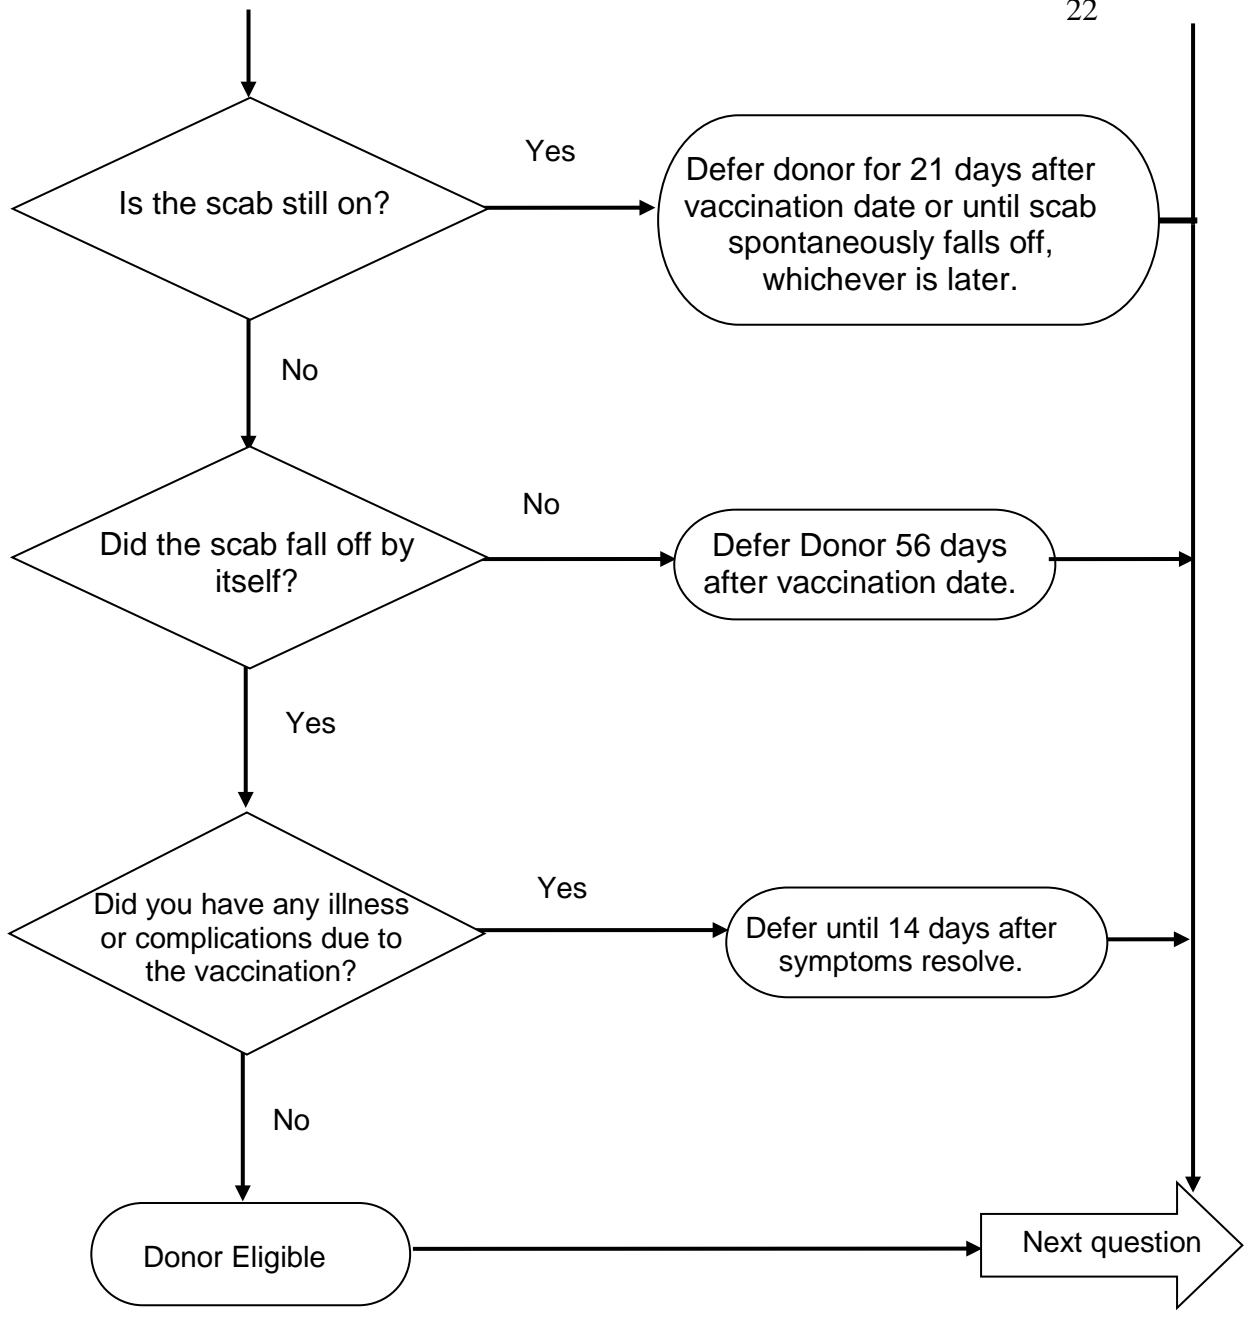 22
Is the scab still on?
Yes
Defer donor for 21 days after
vaccination date or until scab
spontaneously falls off,
whichever is later.
No
Did the scab fall off by
itself?
No
Defer Donor 56 days
after vaccination date.
Yes
Did you have any illness
or complications due to
the vaccination?
Yes
Defer until 14 days after
symptoms resolve.
No
Donor Eligible
Next question